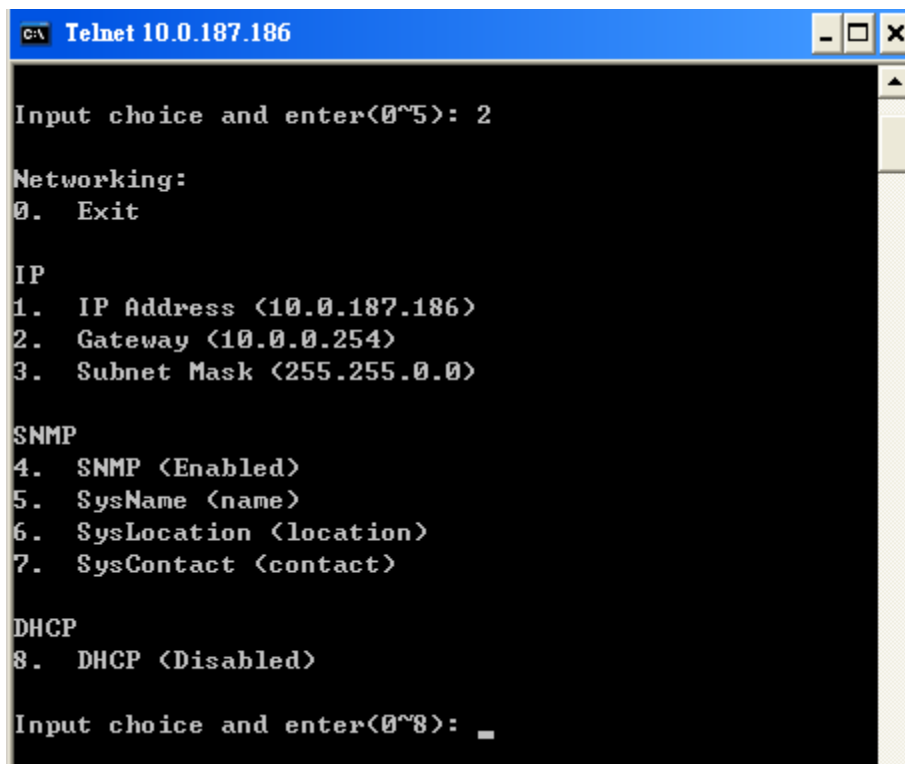 Telnet 10.0.187.186
Input choice and enter(0~5): 2
Networking:
0. Exit
IP
1. IP Address (10.0.187.186)
2. Gateway (10.0.0.254)
3. Subnet Mask (255.255.0.0)
SNMP
4. SNMP (Enabled)
5. SysName (name)
6. SysLocation (location)
7. SysContact (contact)
DHCP
8. DHCP (Disabled)
Input choice and enter(0~8): _